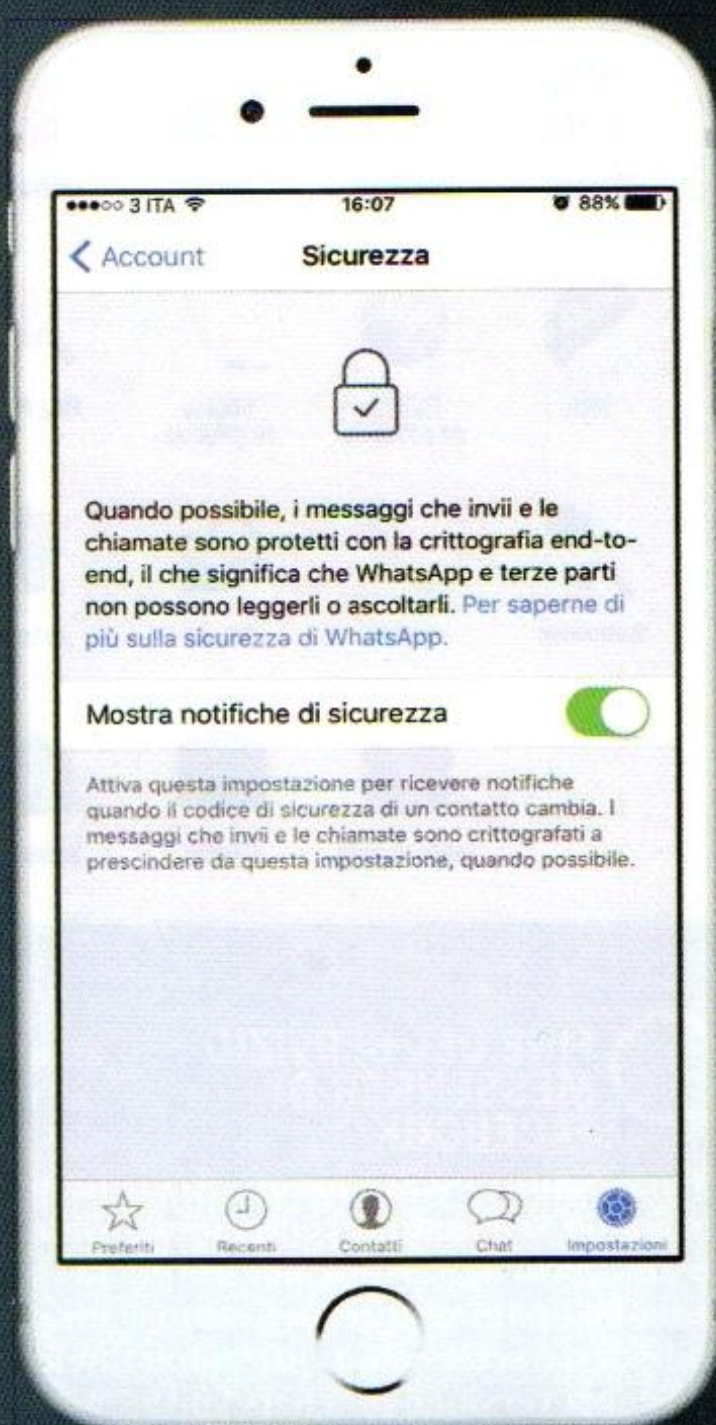 3 ITA 16:07 88%
Account Sicurezza
Quando possibile, i messaggi che invii e le
chiamate sono protetti con la crittografia end-to-
end, il che significa che WhatsApp e terze parti
non possono leggerli o ascoltarli. Per saperne di
più sulla sicurezza di WhatsApp.
Mostra notifiche di sicurezza
Attiva questa impostazione per ricevere notifiche
quando il codice di sicurezza di un contatto cambia. I
messaggi che invii e le chiamate sono crittografati a
prescindere da questa impostazione, quando possibile.
Preferiti Recenti Contatti Chat Impostazioni